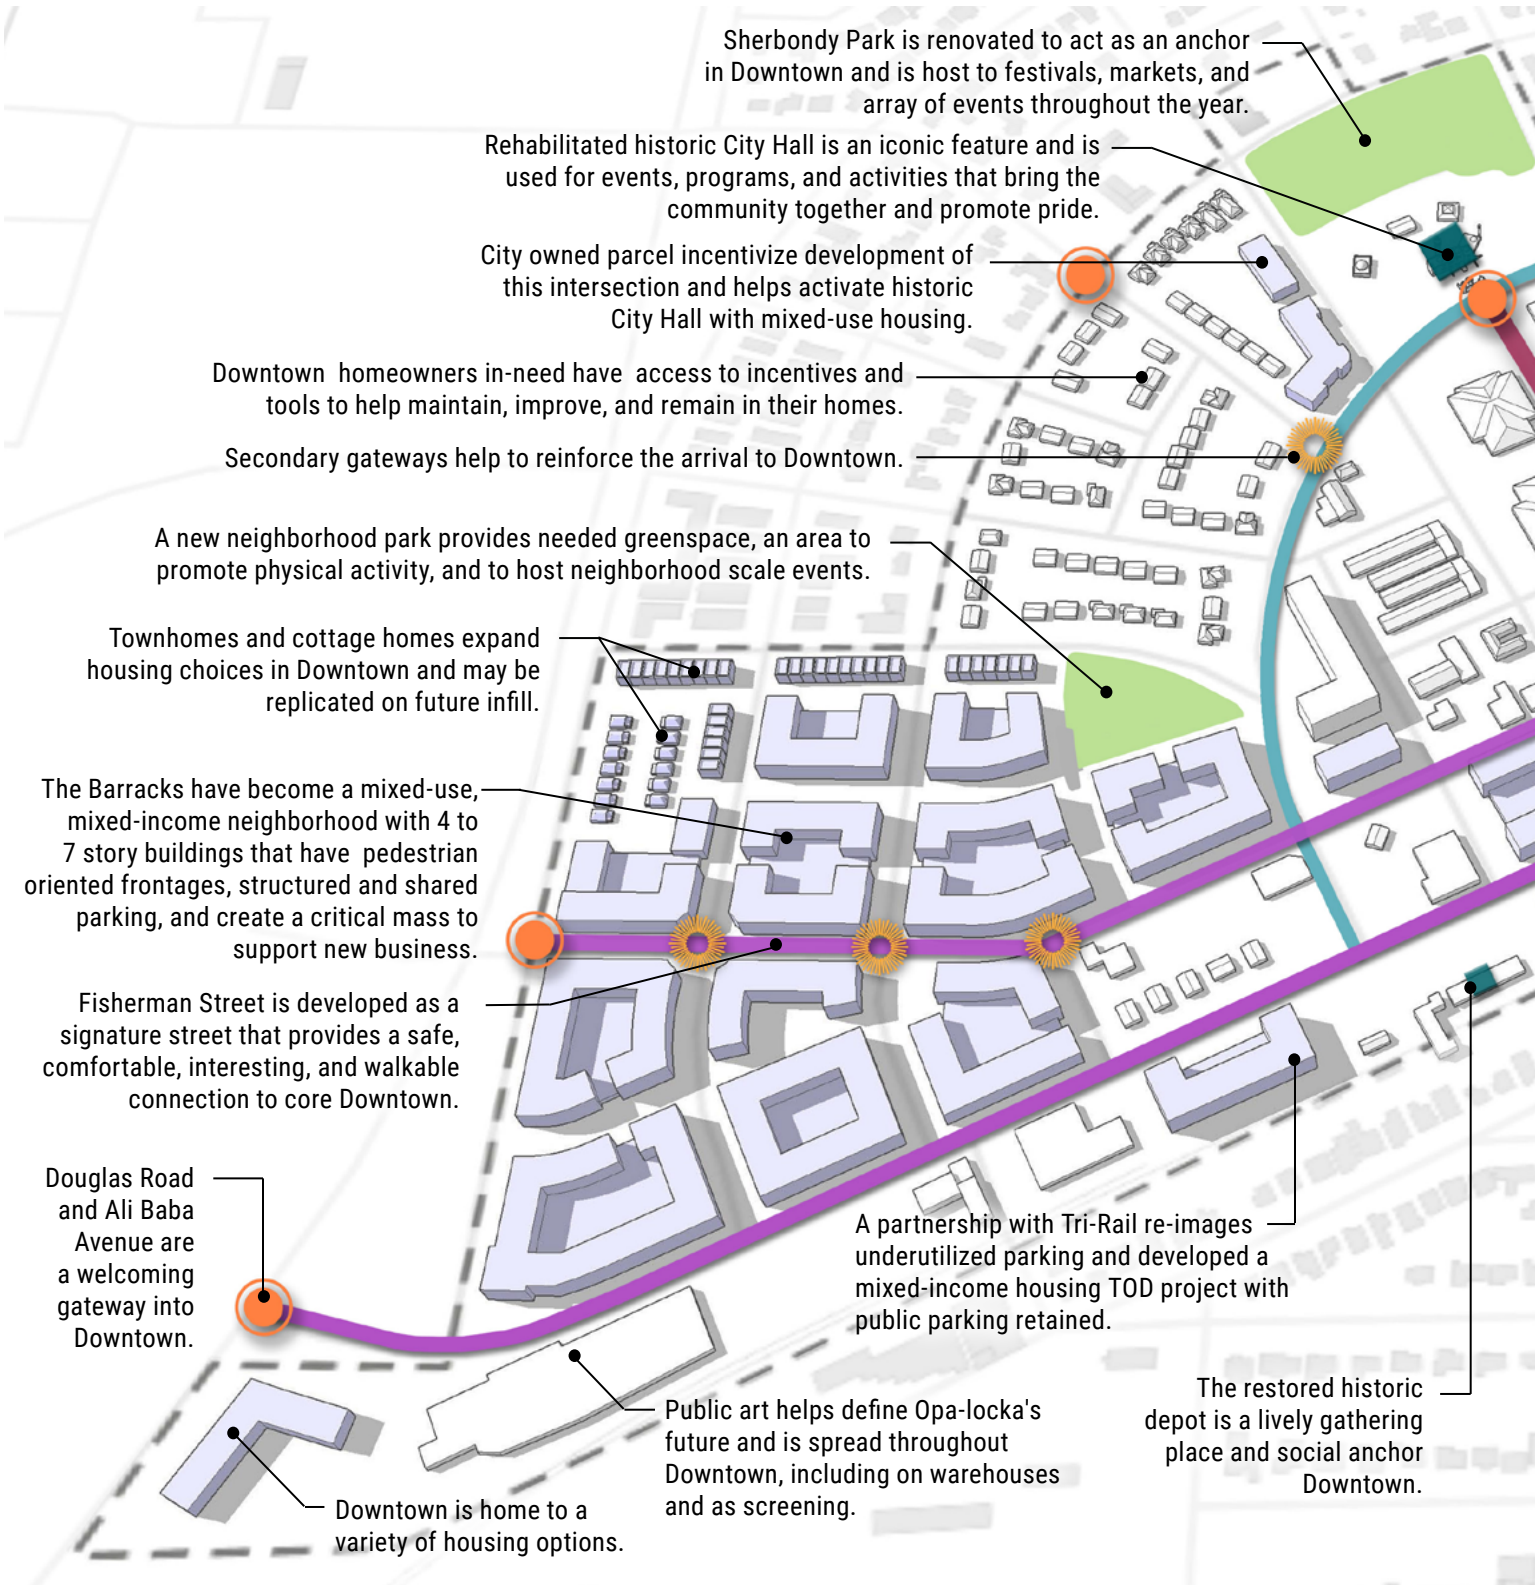 Sherbondy Park is renovated to act as an anchor
in Downtown and is host to festivals, markets, and
array of events throughout the year.
Rehabilitated historic City Hall is an iconic feature and is
used for events, programs, and activities that bring the
community together and promote pride.
City owned parcel incentivize development of
this intersection and helps activate historic
City Hall with mixed-use housing.
Downtown homeowners in-need have access to incentives and
tools to help maintain, improve, and remain in their homes.
Secondary gateways help to reinforce the arrival to Downtown.
A new neighborhood park provides needed greenspace, an area to
promote physical activity, and to host neighborhood scale events.
Townhomes and cottage homes expand
housing choices in Downtown and may be
replicated on future infill.
The Barracks have become a mixed-use,
mixed-income neighborhood with 4 to
7 story buildings that have pedestrian
oriented frontages, structured and shared
parking, and create a critical mass to
support new business.
Fisherman Street is developed as a
signature street that provides a safe,
comfortable, interesting, and walkable
connection to core Downtown.
Douglas Road
and Ali Baba
Avenue are
a welcoming
gateway into
Downtown.
A partnership with Tri-Rail re-images
underutilized parking and developed a
mixed-income housing TOD project with
public parking retained.
The restored historic
depot is a lively gathering
place and social anchor
Downtown.
Public art helps define Opa-locka's
future and is spread throughout
Downtown, including on warehouses
and as screening.
Downtown is home to a
variety of housing options.